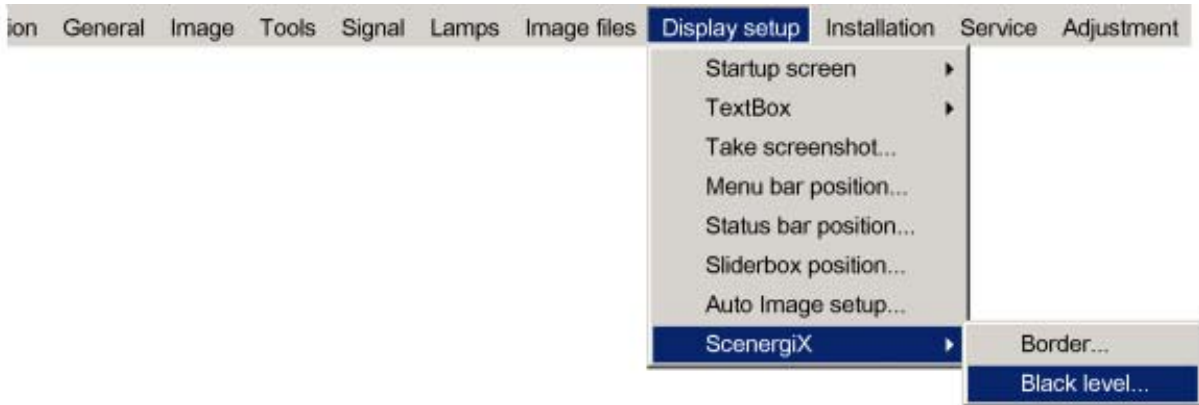 ion General Image Tools Signal Lamps Image files Display setup Installation Service Adjustment
Startup screen
TextBox
Take screenshot...
Menu bar position...
Status bar position...
Sliderbox position...
Auto Image setup...
ScenergiX
Border...
Black level...